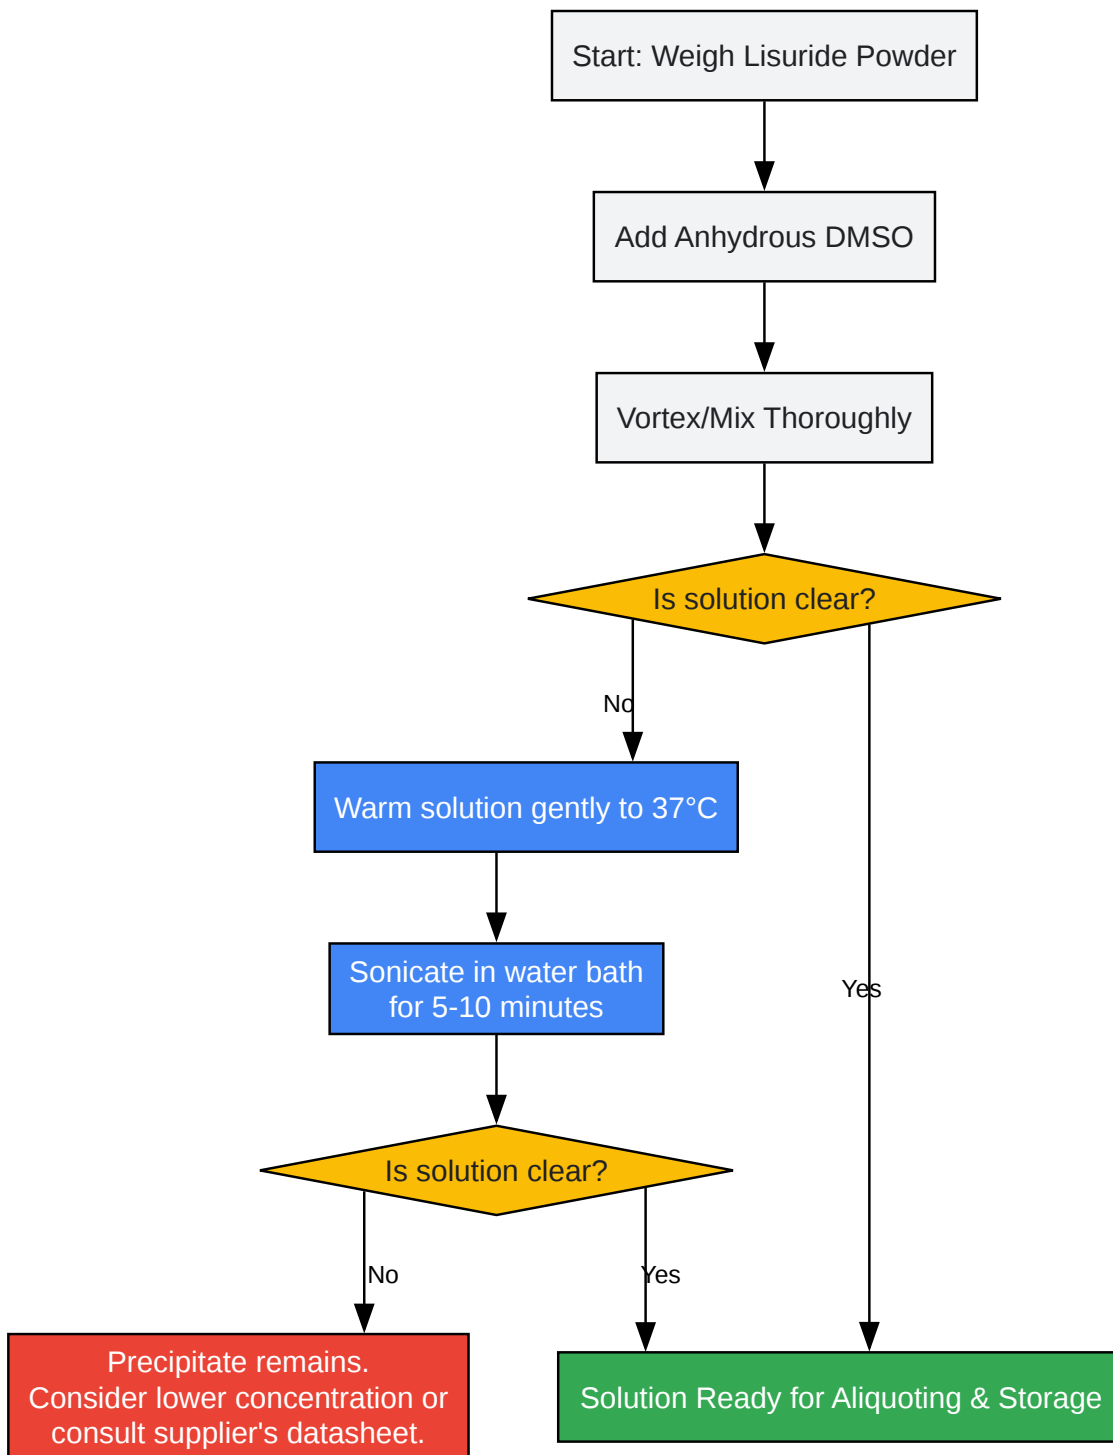 Start: Weigh Lisuride Powder
Add Anhydrous DMSO
Vortex/Mix Thoroughly
Is solution clear?
No
Warm solution gently to 37°C
Sonicate in water bath
for 5-10 minutes
Yes
Is solution clear?
No
Yes
Precipitate remains.
Consider lower concentration or
consult supplier's datasheet.
Solution Ready for Aliquoting & Storage